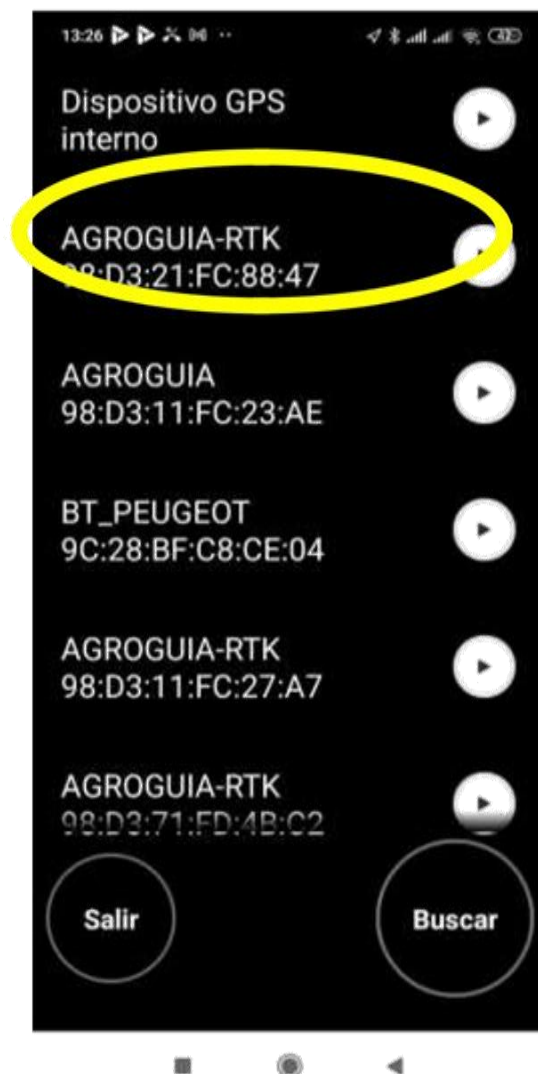 13:26
42
Dispositivo GPS
interno
AGROGUIA-RTK
98:D3:21:FC:88:47
AGROGUIA
98:D3:11:FC:23:AE
BT_PEUGEOT
9C:28:BF:C8:CE:04
AGROGUIA-RTK
98:D3:11:FC:27:A7
AGROGUIA-RTK
98:D3:71:FD:4B:C2
Salir
Buscar